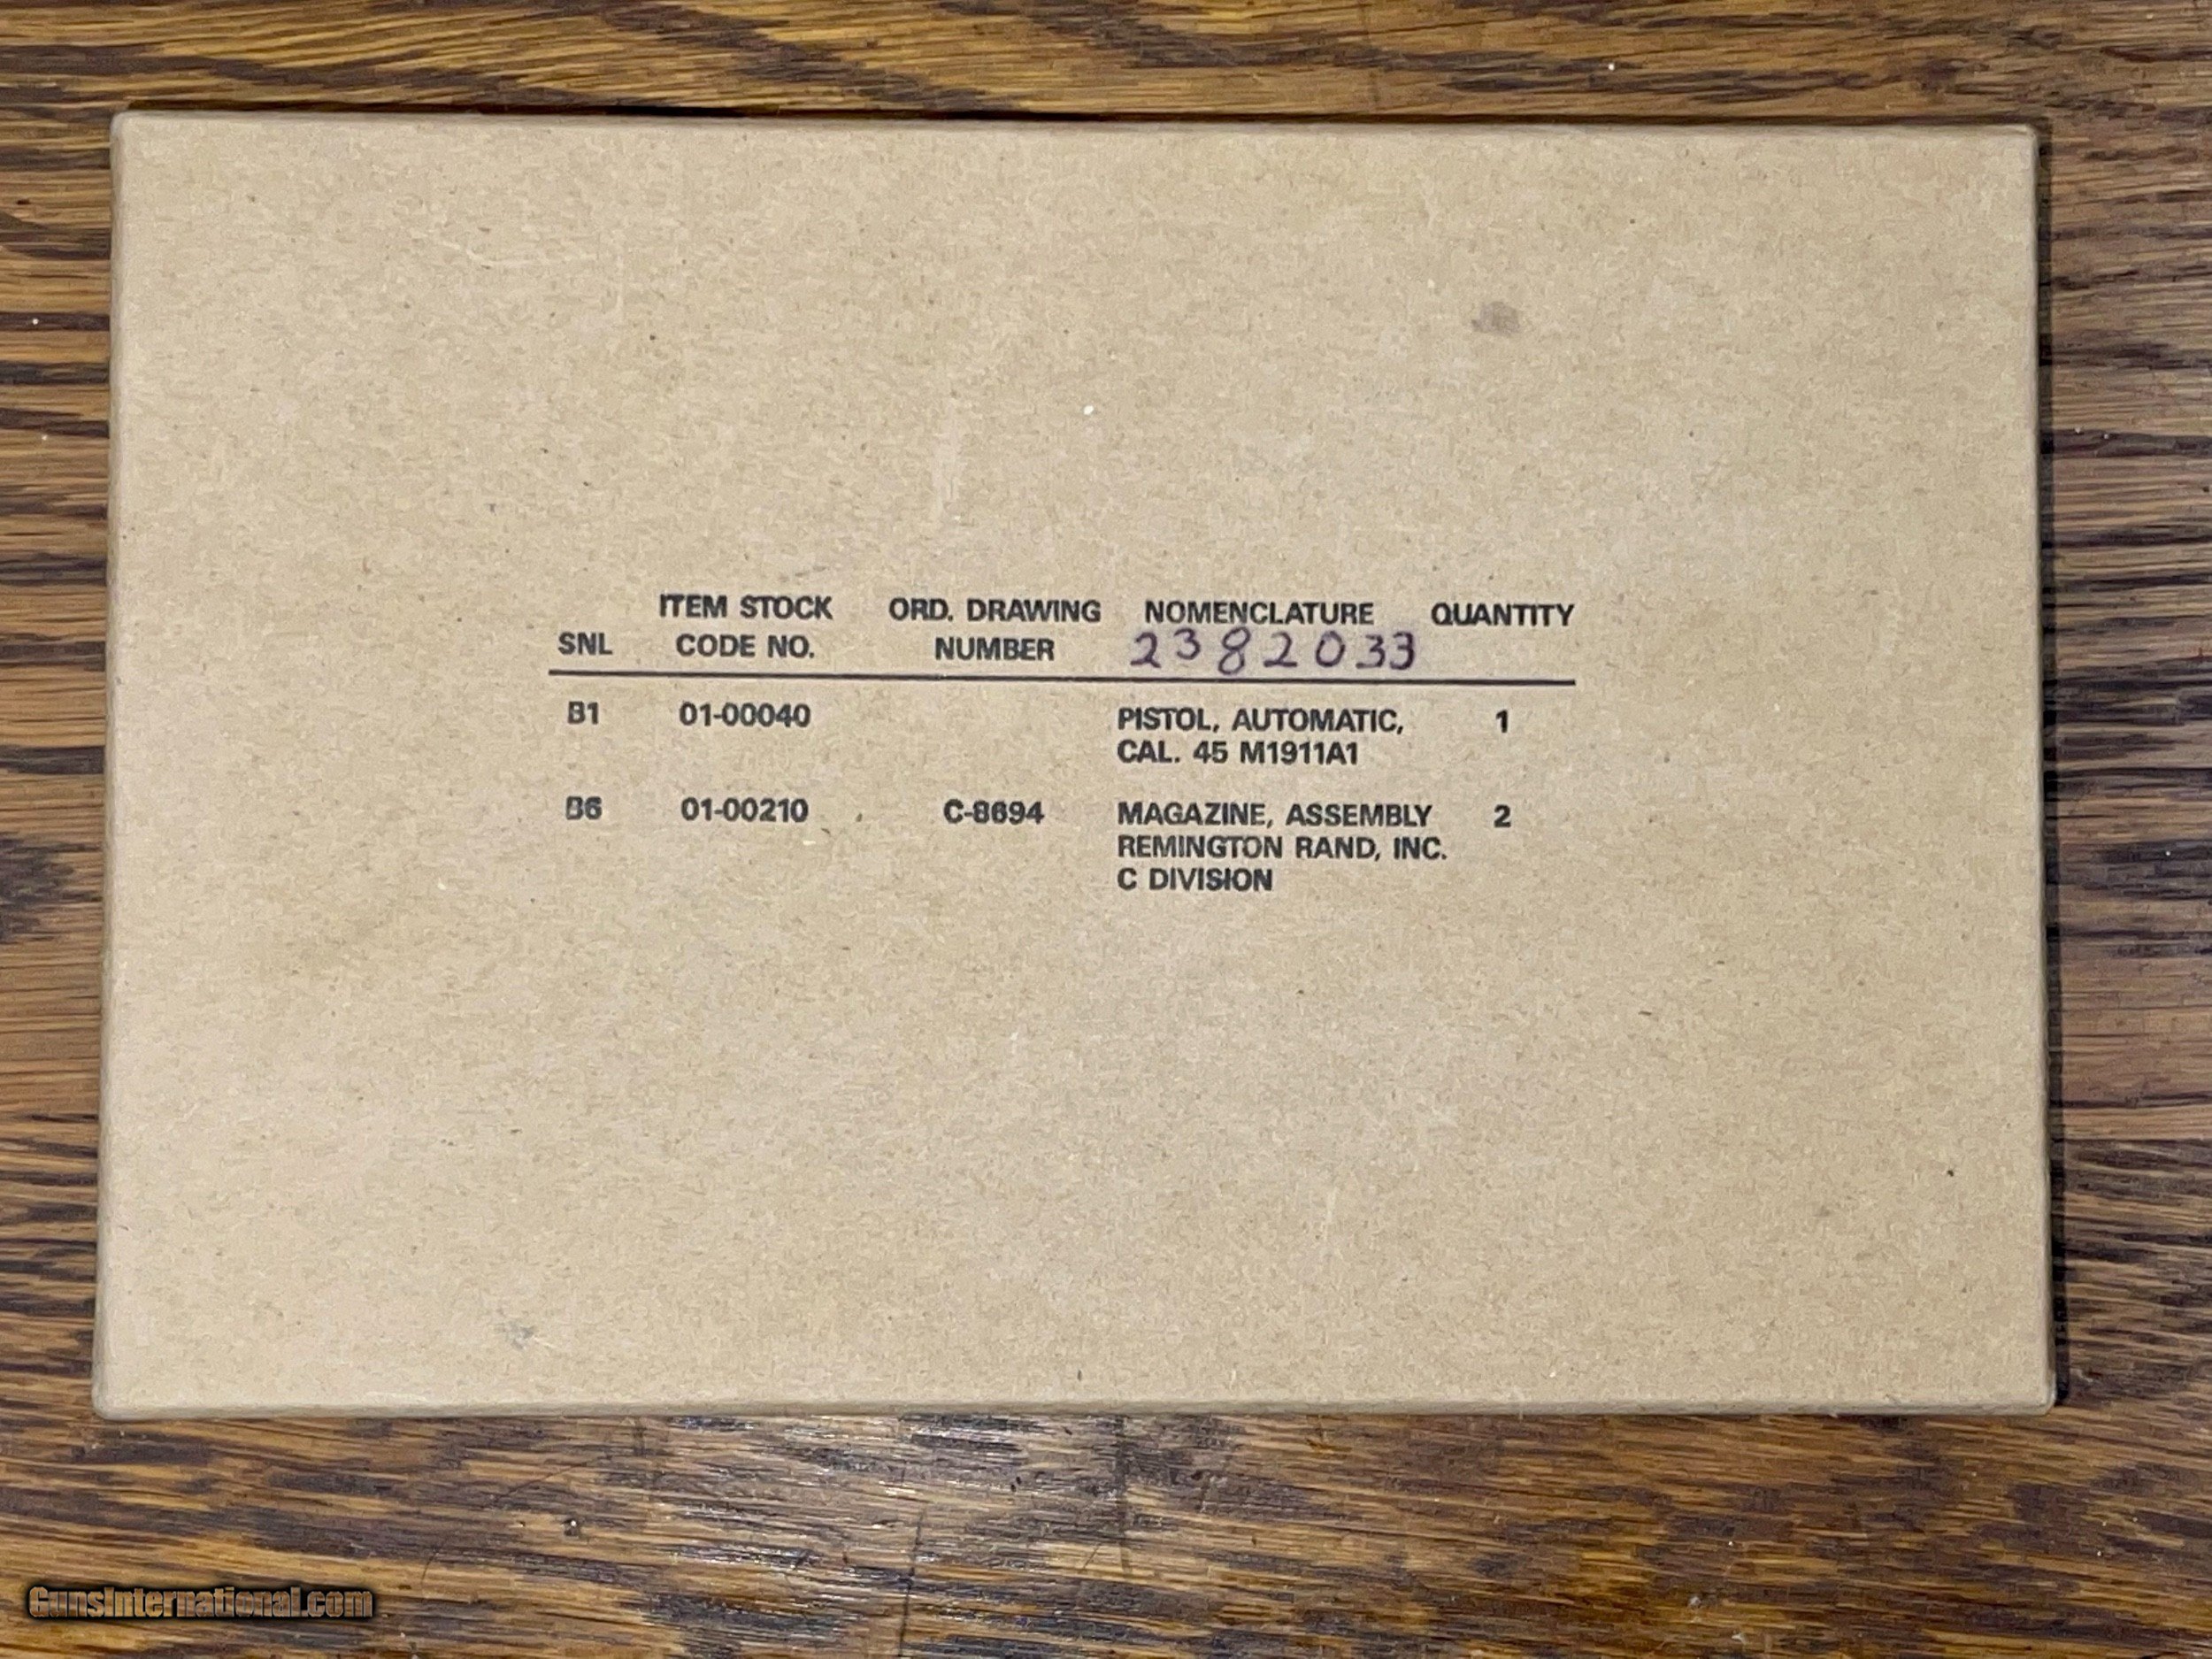 ITEM STOCK ORD. DRAWING NOMENCLATURE QUANTITY
SNL CODE NO. NUMBER 2382033
B1 01-00040 PISTOL, AUTOMATIC, 1
CAL. 45 M1911A1
B6 01-00210 C-8694 MAGAZINE, ASSEMBLY 2
REMINGTON RAND, INC.
C DIVISION
GunsInternational.com